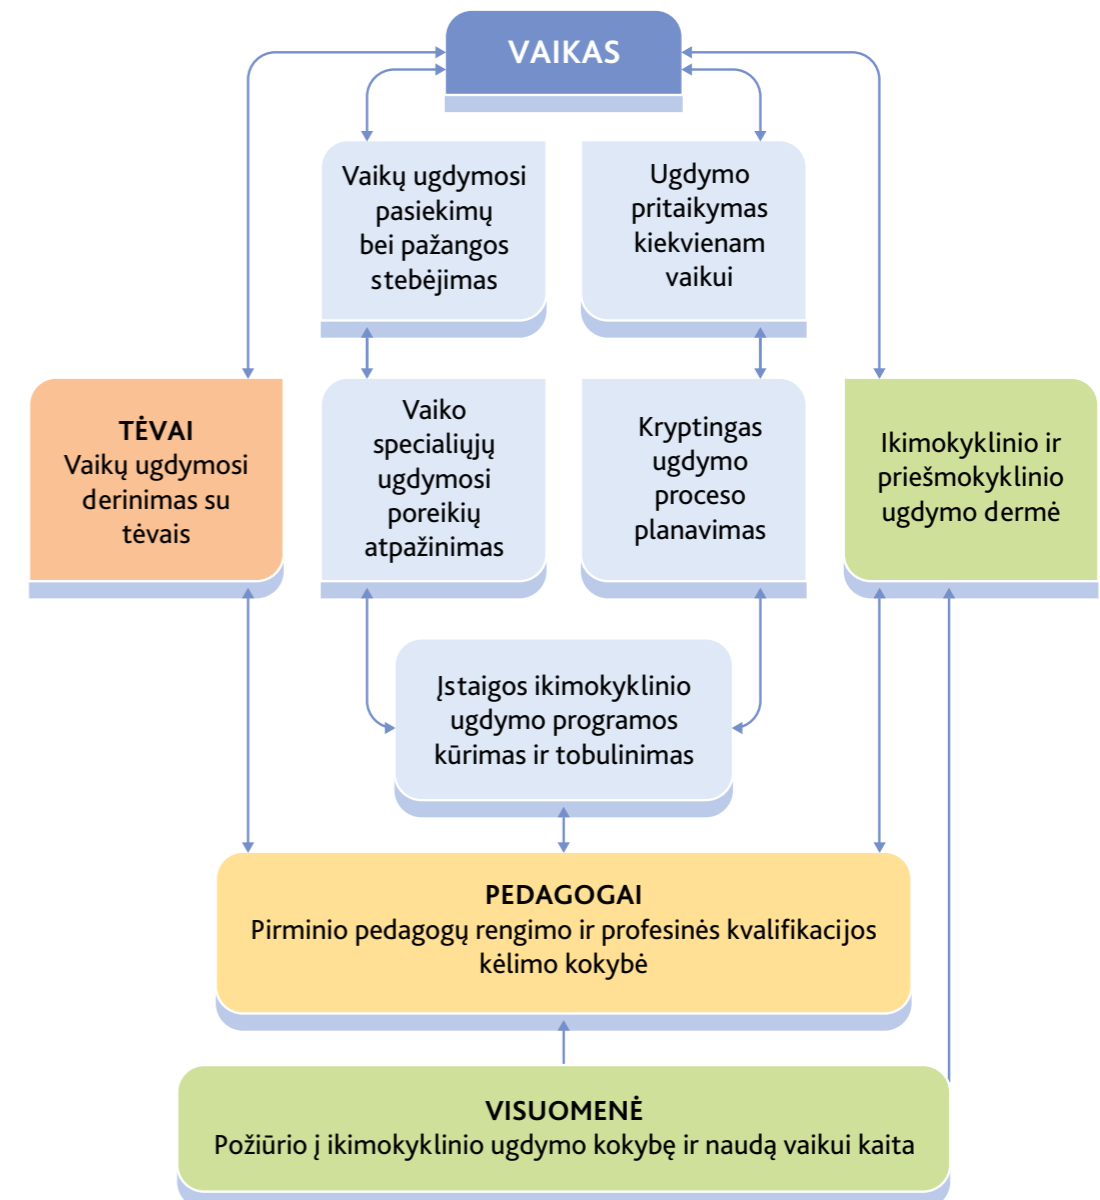 VAIKAS
Vaikų ugdymosi
pasiekimų
bei pažangos
stebėjimas
Ugdymo
pritaikymas
kiekvienam
vaikui
TĖVAI
Vaikų ugdymosi
derinimas su
tėvais
Vaiko
specialiųjų
ugdymosi
poreikių
atpažinimas
Kryptingas
ugdymo
proceso
planavimas
Ikimokyklinio ir
priešmokyklinio
ugdymo dermė
Įstaigos ikimokyklinio
ugdymo programos
kūrimas ir tobulinimas
PEDAGOGAI
Pirminio pedagogų rengimo ir profesinės kvalifikacijos
kėlimo kokybė
VISUOMENĖ
Požiūrio į ikimokyklinio ugdymo kokybę ir naudą vaikui kaita